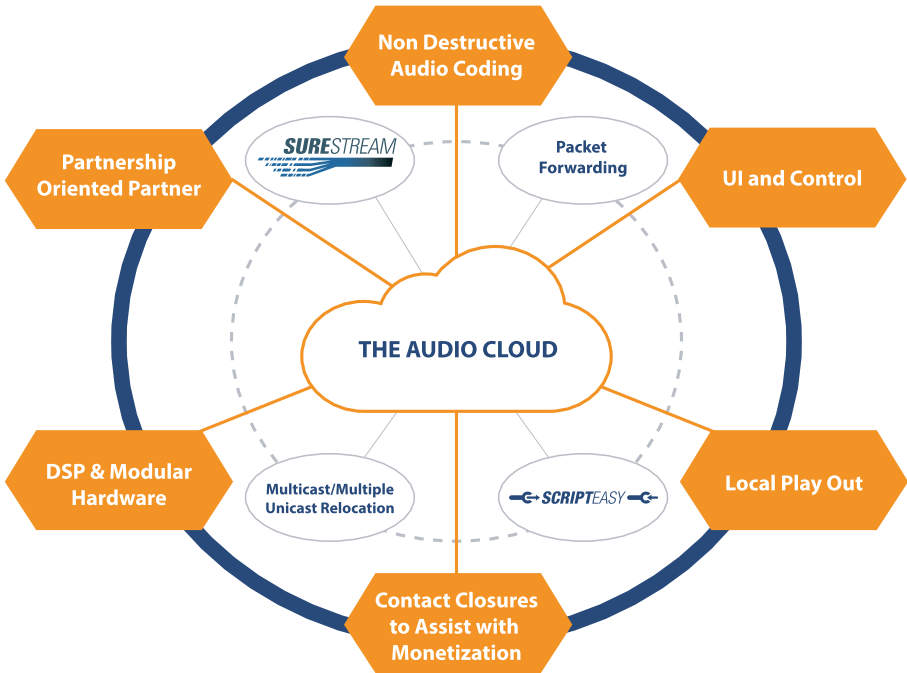 Non Destructive
Audio Coding
SURESTREAM
Packet
Forwarding
Partnership
Oriented Partner
UI and Control
THE AUDIO CLOUD
DSP & Modular
Hardware
Multicast/Multiple
Unicast Relocation
SCRIPTEASY
Local Play Out
Contact Closures
to Assist with
Monetization